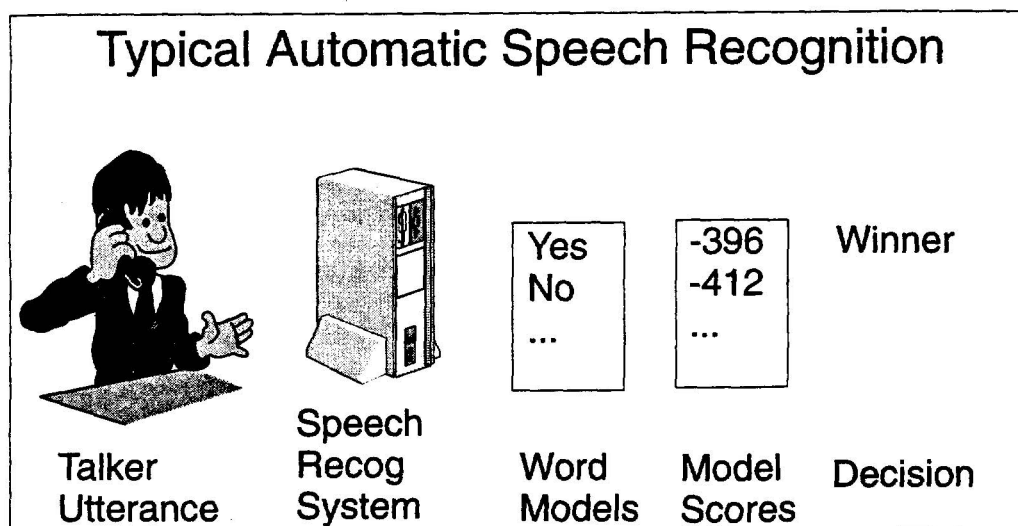 Typical Automatic Speech Recognition
Yes
No
...
-396
-412
...
Winner
Talker
Utterance
Speech
Recog
System
Word
Models
Model
Scores
Decision